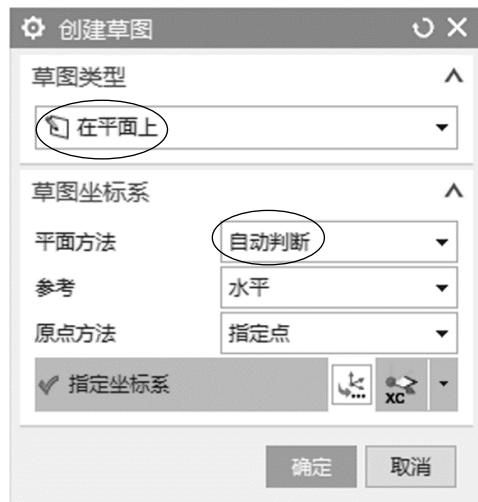 创建草图
草图类型
在平面上
草图坐标系
平面方法 自动判断
参考 水平
原点方法 指定点
指定坐标系 XC
确定 取消